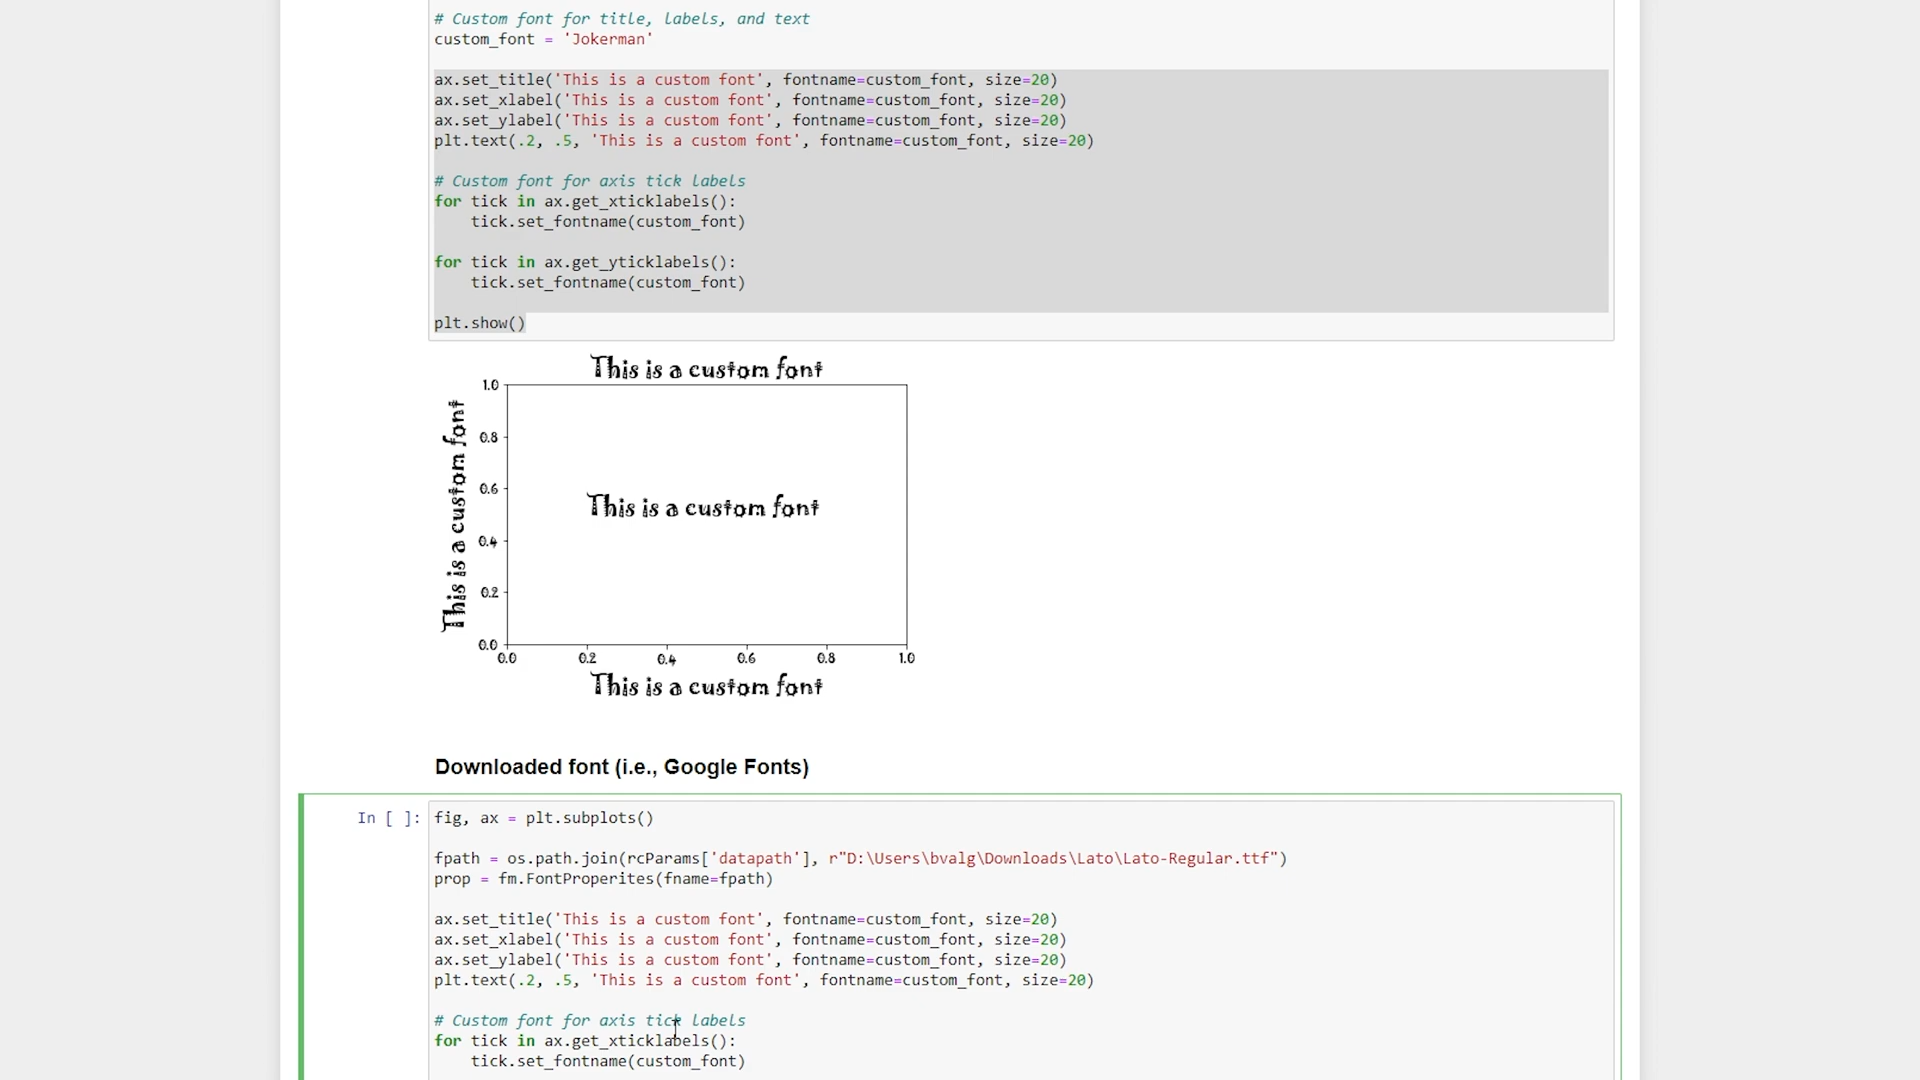 # Custom font for title, labels, and text
custom_font = 'Jokerman'
ax.set_title('This is a custom font', fontname=custom_font, size=20)
ax.set_xlabel('This is a custom font', fontname=custom_font, size=20)
ax.set_ylabel('This is a custom font', fontname=custom_font, size=20)
plt.text(.2, .5, 'This is a custom font', fontname=custom_font, size=20)
# Custom font for axis tick labels
for tick in ax.get_xticklabels():
    tick.set_fontname(custom_font)
for tick in ax.get_yticklabels():
    tick.set_fontname(custom_font)
plt.show()
This is a custom font
1.0
0.8
0.6
0.4
0.2
0.0
This is a custom font
This is a custom font
0.0 0.2 0.4 0.6 0.8 1.0
This is a custom font
Downloaded font (i.e., Google Fonts)
In [ ]: fig, ax = plt.subplots()
fpath = os.path.join(rcParams['datapath'], r"D:\Users\bvalg\Downloads\Lato\Lato-Regular.ttf")
prop = fm.FontProperites(fname=fpath)
ax.set_title('This is a custom font', fontname=custom_font, size=20)
ax.set_xlabel('This is a custom font', fontname=custom_font, size=20)
ax.set_ylabel('This is a custom font', fontname=custom_font, size=20)
plt.text(.2, .5, 'This is a custom font', fontname=custom_font, size=20)
# Custom font for axis tick labels
for tick in ax.get_xticklabels():
    tick.set_fontname(custom_font)